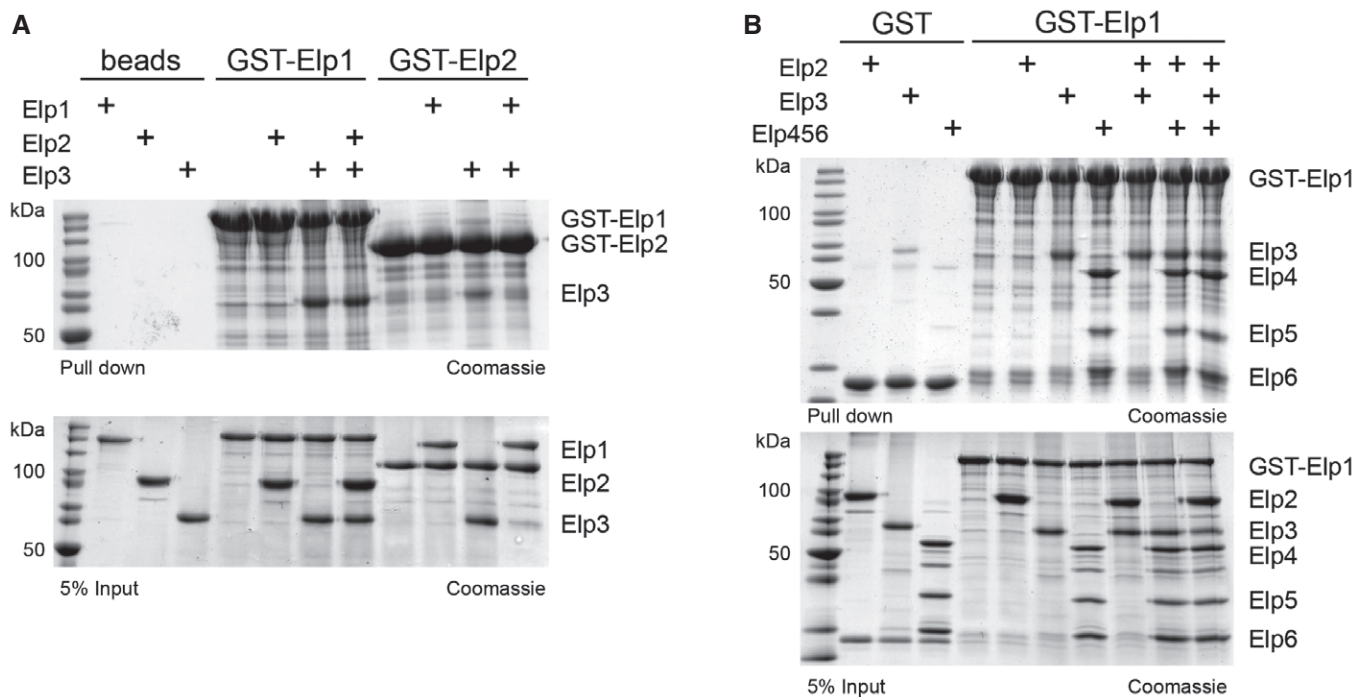 A
beads GST-Elp1 GST-Elp2
Elp1 + + +
Elp2 + + +
Elp3 + + + + +
kDa
100
50
GST-Elp1
GST-Elp2
Elp3
Pull down Coomassie
kDa
100
50
Elp1
Elp2
Elp3
5% Input Coomassie
B
GST GST-Elp1
Elp2 + + + + +
Elp3 + + + +
Elp456 + + + +
kDa
100
50
GST-Elp1
Elp3
Elp4
Elp5
Elp6
Pull down Coomassie
kDa
100
50
GST-Elp1
Elp2
Elp3
Elp4
Elp5
Elp6
5% Input Coomassie